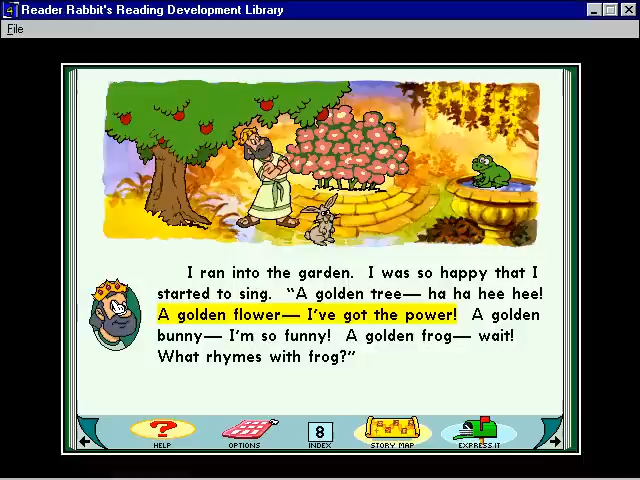 Reader Rabbit's Reading Development Library
File
I ran into the garden. I was so happy that I
started to sing. “A golden tree— ha ha hee hee!
A golden flower— I've got the power! A golden
bunny— I'm so funny! A golden frog— wait!
What rhymes with frog?”
HELP
OPTIONS
8
INDEX
STORY MAP
EXPRESS IT